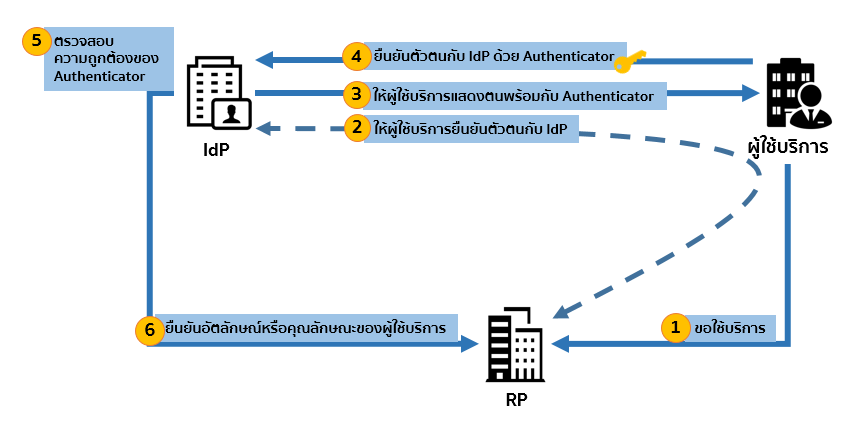 5 ตรวจสอบ
ความถูกต้องของ
Authenticator
4 ยืนยันตัวตนกับ IdP ด้วย Authenticator
3 ให้ผู้ใช้บริการแสดงตนพร้อมกับ Authenticator
2 ให้ผู้ใช้บริการยืนยันตัวตนกับ IdP
IdP
ผู้ใช้บริการ
6 ยืนยันอัตลักษณ์หรือคุณลักษณะของผู้ใช้บริการ
1 ขอใช้บริการ
RP